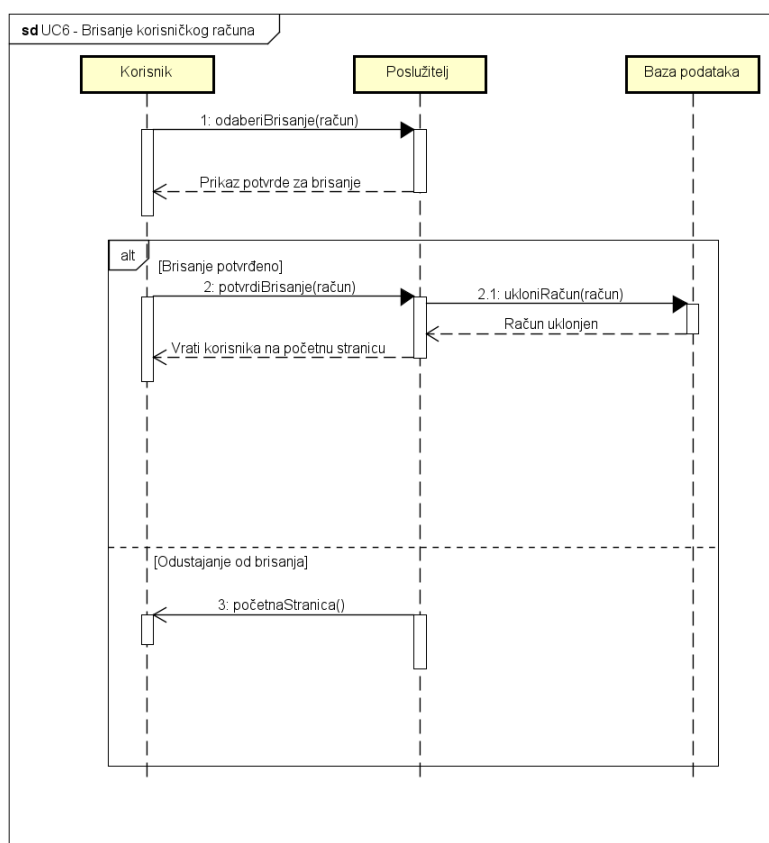 sd UC6 - Brisanje korisničkog računa
Korisnik
Poslužitelj
Baza podataka
1: odaberiBrisanje(račun)
Prikaz potvrde za brisanje
alt
[Brisanje potvrđeno]
2: potvrdiBrisanje(račun)
2.1: ukloniRačun(račun)
Račun uklonjen
Vrati korisnika na početnu stranicu
[Odustajanje od brisanja]
3: početnaStranica()